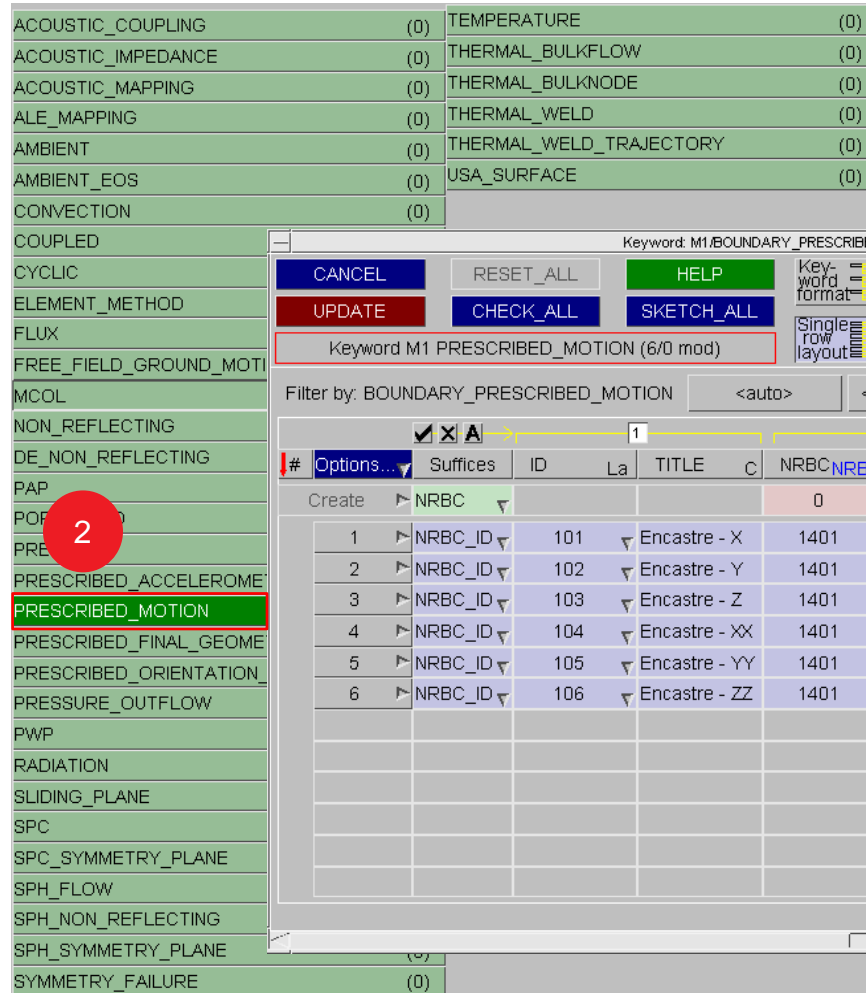 ACOUSTIC_COUPLING (0)
ACOUSTIC_IMPEDANCE (0)
ACOUSTIC_MAPPING (0)
ALE_MAPPING (0)
AMBIENT (0)
AMBIENT_EOS (0)
CONVECTION (0)
COUPLED
CYCLIC
ELEMENT_METHOD
FLUX
FREE_FIELD_GROUND_MOTI
MCOL
NON_REFLECTING
DE_NON_REFLECTING
PAP
2
PRE
PRESCRIBED_ACCELEROME
PRESCRIBED_MOTION
PRESCRIBED_FINAL_GEOME
PRESCRIBED_ORIENTATION_
PRESSURE_OUTFLOW
PWP
RADIATION
SLIDING_PLANE
SPC
SPC_SYMMETRY_PLANE
SPH_FLOW
SPH_NON_REFLECTING
SPH_SYMMETRY_PLANE
SYMMETRY_FAILURE (0)
TEMPERATURE (0)
THERMAL_BULKFLOW (0)
THERMAL_BULKNODE (0)
THERMAL_WELD (0)
THERMAL_WELD_TRAJECTORY (0)
USA_SURFACE (0)
Keyword: M1/BOUNDARY_PRESCRIB
CANCEL RESET_ALL HELP
Key-
word
format
UPDATE CHECK_ALL SKETCH_ALL
Single
row
layout
Keyword M1 PRESCRIBED_MOTION (6/0 mod)
Filter by: BOUNDARY_PRESCRIBED_MOTION <auto> <
A 1
# Options... Suffices ID La TITLE C NRBC NRB
Create NRBC 0
1 NRBC_ID 101 Encastre - X 1401
2 NRBC_ID 102 Encastre - Y 1401
3 NRBC_ID 103 Encastre - Z 1401
4 NRBC_ID 104 Encastre - XX 1401
5 NRBC_ID 105 Encastre - YY 1401
6 NRBC_ID 106 Encastre - ZZ 1401